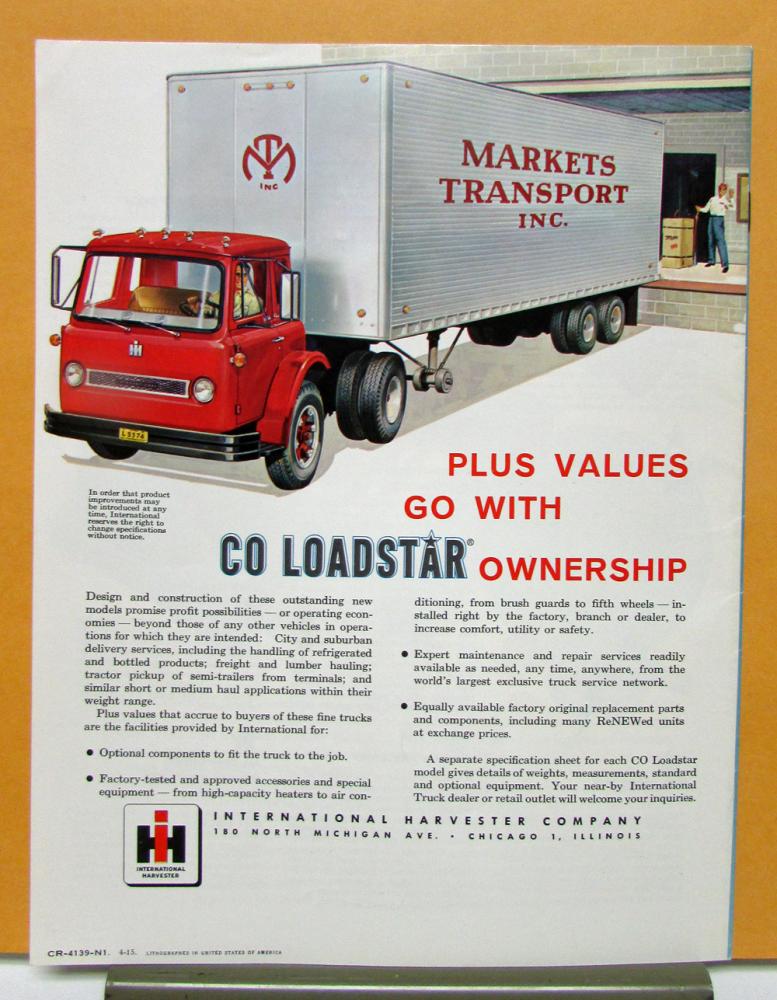 TM
INC
MARKETS
TRANSPORT
INC.
IH
L5174
PLUS VALUES
GO WITH
CO LOADSTAR® OWNERSHIP
In order that product
improvements may
be introduced at any
time, International
reserves the right to
change specifications
without notice.
Design and construction of these outstanding new
models promise profit possibilities — or operating econ-
omies — beyond those of any other vehicles in opera-
tions for which they are intended: City and suburban
delivery services, including the handling of refrigerated
and bottled products; freight and lumber hauling;
tractor pickup of semi-trailers from terminals; and
similar short or medium haul applications within their
weight range.
Plus values that accrue to buyers of these fine trucks
are the facilities provided by International for:
● Optional components to fit the truck to the job.
● Factory-tested and approved accessories and special
equipment — from high-capacity heaters to air con-
ditioning, from brush guards to fifth wheels — in-
stalled right by the factory, branch or dealer, to
increase comfort, utility or safety.
● Expert maintenance and repair services readily
available as needed, any time, anywhere, from the
world's largest exclusive truck service network.
● Equally available factory original replacement parts
and components, including many ReNEWed units
at exchange prices.
A separate specification sheet for each CO Loadstar
model gives details of weights, measurements, standard
and optional equipment. Your near-by International
Truck dealer or retail outlet will welcome your inquiries.
IH
INTERNATIONAL
HARVESTER
INTERNATIONAL HARVESTER COMPANY
180 NORTH MICHIGAN AVE. • CHICAGO 1, ILLINOIS
CR-4139-N1. 4-15. LITHOGRAPHED IN UNITED STATES OF AMERICA